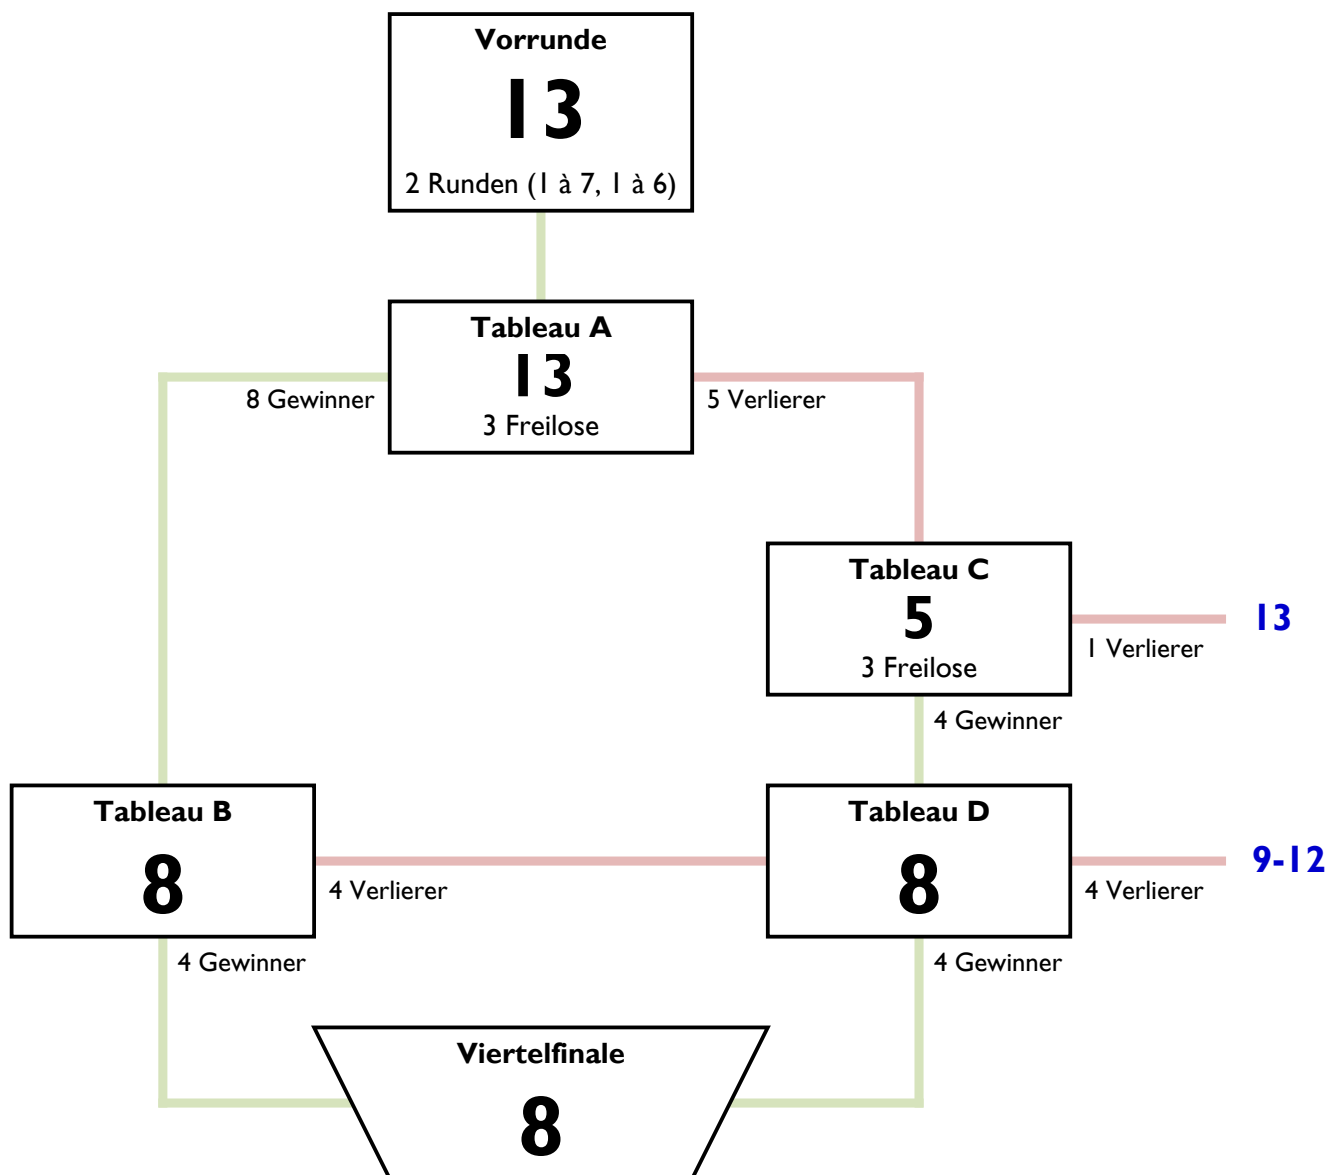 Vorrunde
13
2 Runden (1 à 7, 1 à 6)
Tableau A
13
3 Freilose
8 Gewinner
5 Verlierer
Tableau C
5
3 Freilose
1 Verlierer
13
4 Gewinner
Tableau B
8
4 Verlierer
4 Gewinner
Tableau D
8
4 Verlierer
9-12
4 Gewinner
Viertelfinale
8